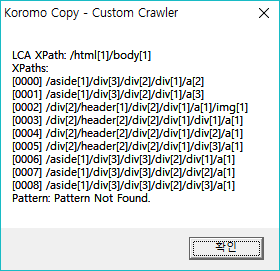 Koromo Copy - Custom Crawler
LCA XPath: /html[1]/body[1]
XPaths:
[0000] /aside[1]/div[3]/div[2]/div[1]/a[2]
[0001] /aside[1]/div[3]/div[2]/div[1]/a[3]
[0002] /div[2]/header[1]/div[2]/div[1]/a[1]/img[1]
[0003] /div[2]/header[2]/div[2]/div[1]/div[1]/a[1]
[0004] /div[2]/header[2]/div[2]/div[1]/div[2]/a[1]
[0005] /div[2]/header[2]/div[2]/div[1]/div[3]/a[1]
[0006] /aside[1]/div[3]/div[3]/div[2]/div[1]/a[1]
[0007] /aside[1]/div[3]/div[3]/div[2]/div[2]/a[1]
[0008] /aside[1]/div[3]/div[3]/div[2]/div[3]/a[1]
Pattern: Pattern Not Found.
확인